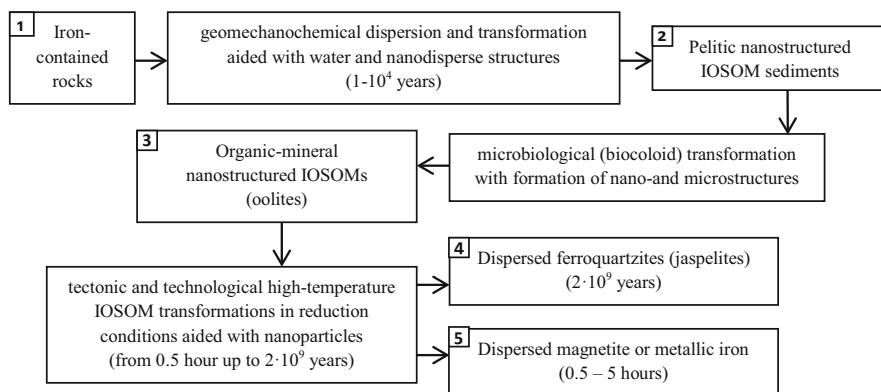 1
Iron-
contained
rocks
geomechanochemical dispersion and transformation
aided with water and nanodisperse structures
(1-10⁴ years)
2
Pelitic nanostructured
IOSOM sediments
microbiological (biocoloid) transformation
with formation of nano-and microstructures
3
Organic-mineral
nanostructured IOSOMs
(oolites)
tectonic and technological high-temperature
IOSOM transformations in reduction
conditions aided with nanoparticles
(from 0.5 hour up to 2·10⁹ years)
4
Dispersed ferroquartzites (jaspelites)
(2·10⁹ years)
5
Dispersed magnetite or metallic iron
(0.5 – 5 hours)